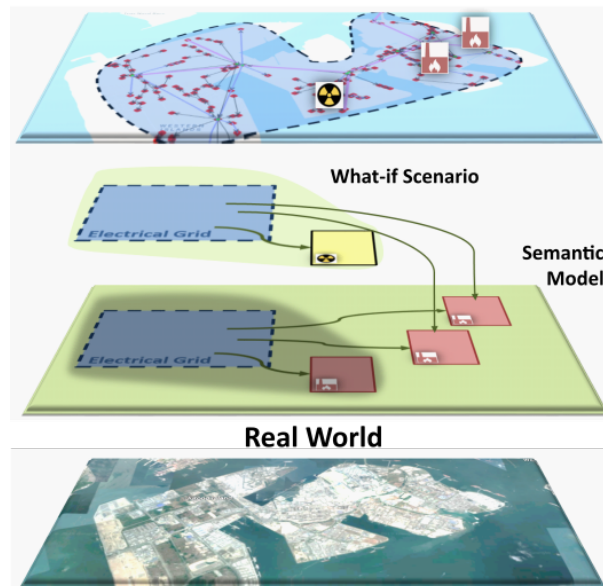 What-if Scenario
Electrical Grid
Semantic
Model
Electrical Grid
Real World